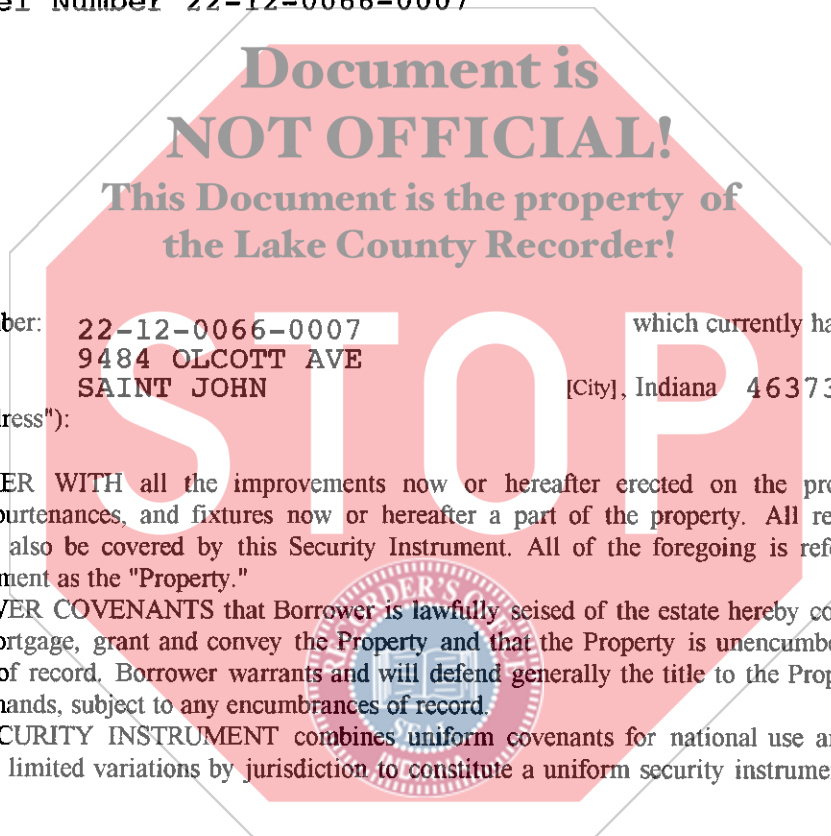 el Number 22-12-0066-0007
Document is
NOT OFFICIAL!
This Document is the property of
the Lake County Recorder!
STOP
ber: 22-12-0066-0007 which currently ha
9484 OLCOTT AVE
SAINT JOHN [City], Indiana 46373
ress"):
ER WITH all the improvements now or hereafter erected on the pro
urtenances, and fixtures now or hereafter a part of the property. All re
also be covered by this Security Instrument. All of the foregoing is refe
ment as the "Property."
VER COVENANTS that Borrower is lawfully seised of the estate hereby co
ortgage, grant and convey the Property and that the Property is unencumbe
of record. Borrower warrants and will defend generally the title to the Prop
nands, subject to any encumbrances of record.
CURITY INSTRUMENT combines uniform covenants for national use an
limited variations by jurisdiction to constitute a uniform security instrume
RECORDER'S OFFICE
SEAL
INDIANA